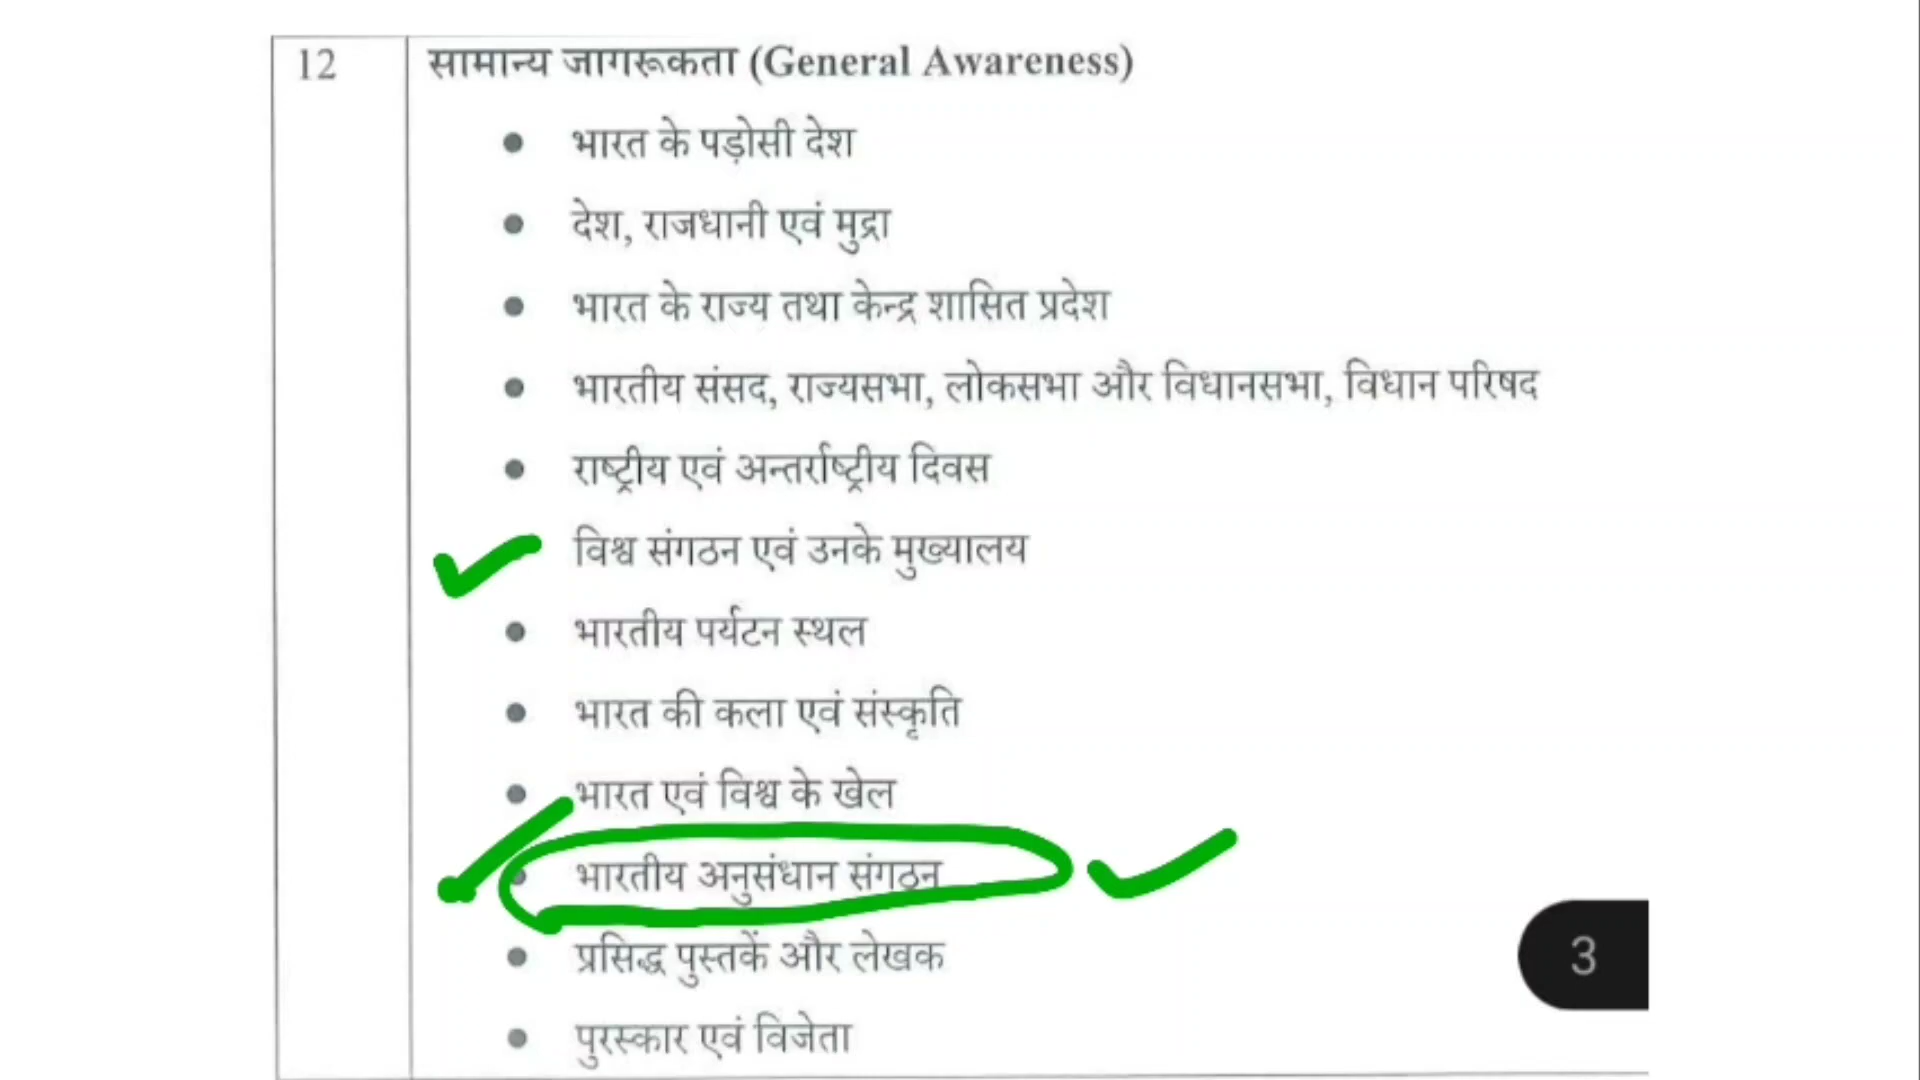 12
सामान्य जागरूकता (General Awareness)
भारत के पड़ोसी देश
देश, राजधानी एवं मुद्रा
भारत के राज्य तथा केन्द्र शासित प्रदेश
भारतीय संसद, राज्यसभा, लोकसभा और विधानसभा, विधान परिषद
राष्ट्रीय एवं अन्तर्राष्ट्रीय दिवस
विश्व संगठन एवं उनके मुख्यालय
भारतीय पर्यटन स्थल
भारत की कला एवं संस्कृति
भारत एवं विश्व के खेल
भारतीय अनुसंधान संगठन
प्रसिद्ध पुस्तकें और लेखक
3
पुरस्कार एवं विजेता